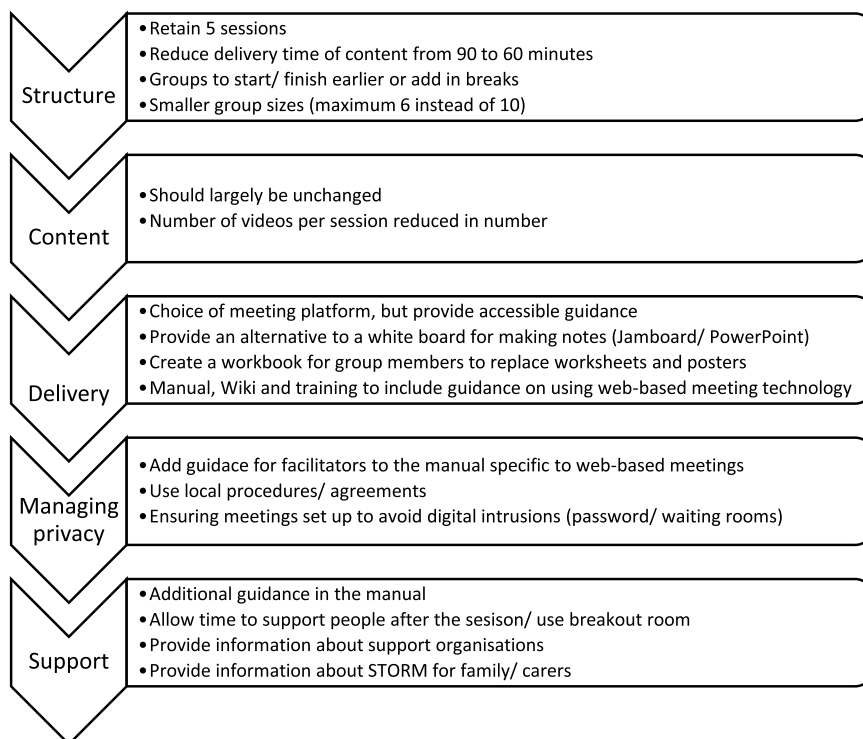 Structure
•Retain 5 sessions
•Reduce delivery time of content from 90 to 60 minutes
•Groups to start/ finish earlier or add in breaks
•Smaller group sizes (maximum 6 instead of 10)
Content
•Should largely be unchanged
•Number of videos per session reduced in number
Delivery
•Choice of meeting platform, but provide accessible guidance
•Provide an alternative to a white board for making notes (Jamboard/ PowerPoint)
•Create a workbook for group members to replace worksheets and posters
•Manual, Wiki and training to include guidance on using web-based meeting technology
Managing
privacy
•Add guidace for facilitators to the manual specific to web-based meetings
•Use local procedures/ agreements
•Ensuring meetings set up to avoid digital intrusions (password/ waiting rooms)
Support
•Additional guidance in the manual
•Allow time to support people after the sesison/ use breakout room
•Provide information about support organisations
•Provide information about STORM for family/ carers